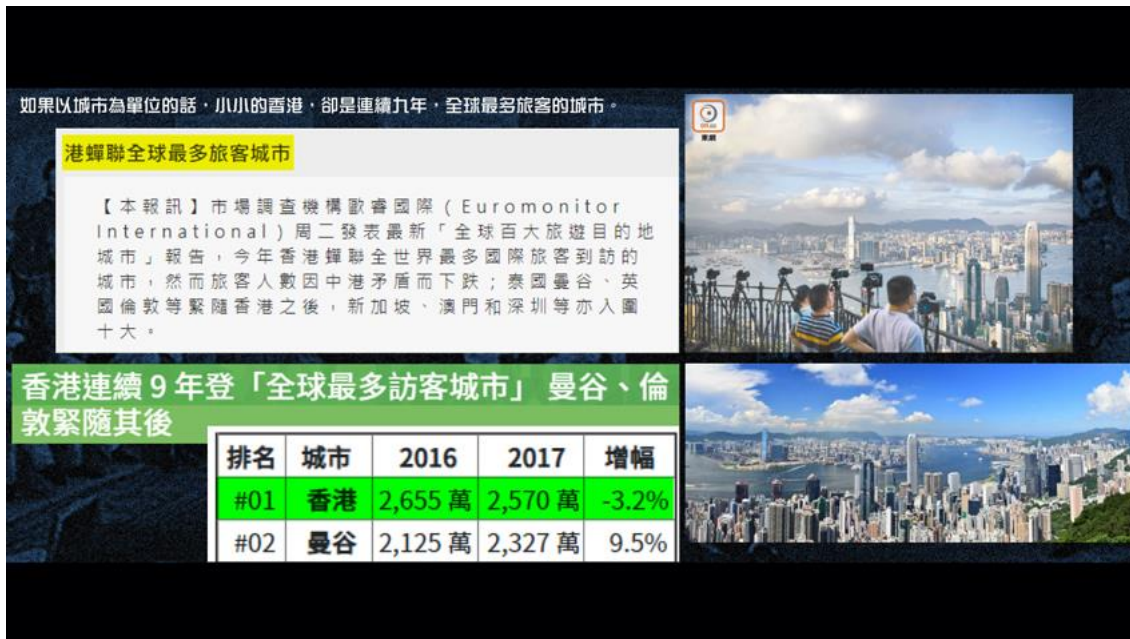 如果以城市為單位的話，小小的香港，卻是連續九年，全球最多旅客的城市。
港蟬聯全球最多旅客城市
【本報訊】市場調查機構歐睿國際（Euromonitor
International）周二發表最新「全球百大旅遊目的地
城市」報告，今年香港蟬聯全世界最多國際旅客到訪的
城市，然而旅客人數因中港矛盾而下跌；泰國曼谷、英
國倫敦等緊隨香港之後，新加坡、澳門和深圳等亦入圍
十大。
東網
香港連續 9 年登「全球最多訪客城市」 曼谷、倫
敦緊隨其後
排名 城市 2016 2017 增幅
#01 香港 2,655 萬 2,570 萬 -3.2%
#02 曼谷 2,125 萬 2,327 萬 9.5%